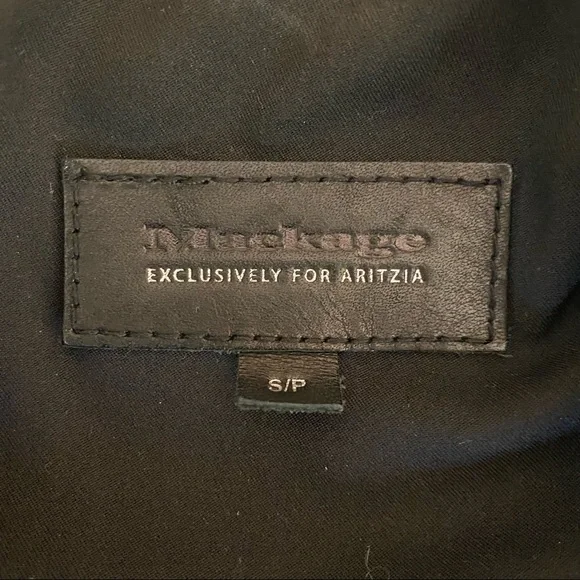 Mackage
EXCLUSIVELY FOR ARITZIA
S/P